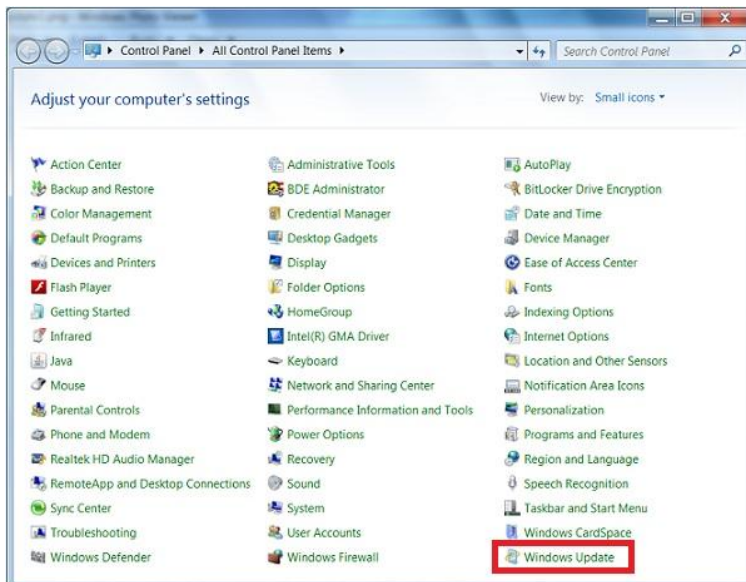 Control Panel All Control Panel Items Search Control Panel
Adjust your computer's settings View by: Small icons
Action Center Administrative Tools AutoPlay
Backup and Restore BDE Administrator BitLocker Drive Encryption
Color Management Credential Manager Date and Time
Default Programs Desktop Gadgets Device Manager
Devices and Printers Display Ease of Access Center
Flash Player Folder Options Fonts
Getting Started HomeGroup Indexing Options
Infrared Intel(R) GMA Driver Internet Options
Java Keyboard Location and Other Sensors
Mouse Network and Sharing Center Notification Area Icons
Parental Controls Performance Information and Tools Personalization
Phone and Modem Power Options Programs and Features
Realtek HD Audio Manager Recovery Region and Language
RemoteApp and Desktop Connections Sound Speech Recognition
Sync Center System Taskbar and Start Menu
Troubleshooting User Accounts Windows CardSpace
Windows Defender Windows Firewall Windows Update